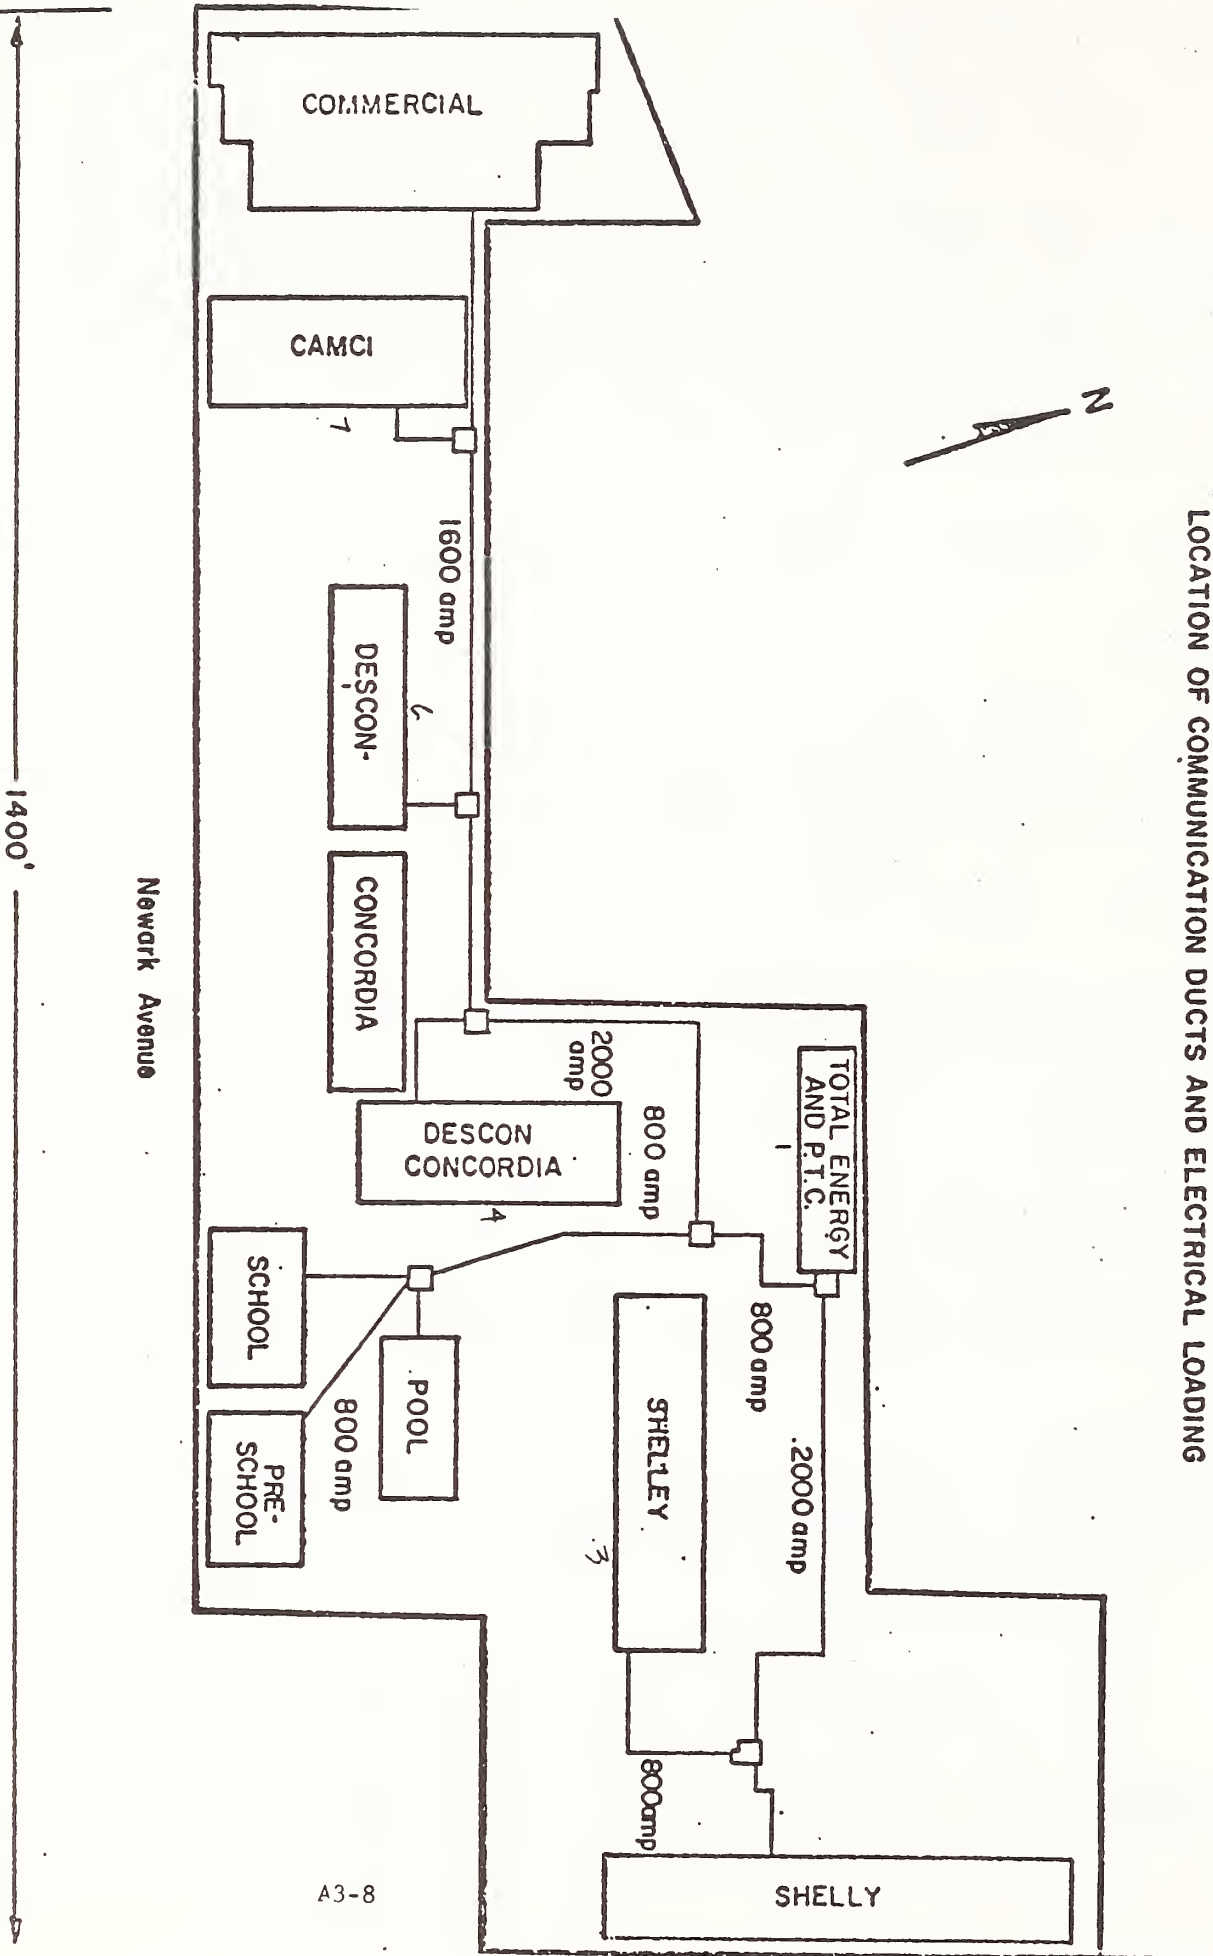 LOCATION OF COMMUNICATION DUCTS AND ELECTRICAL LOADING
N
COMMERCIAL
CAMCI
7
1600 amp
DESCON
6
CONCORDIA
2000
amp
DESCON
CONCORDIA
4
800 amp
TOTAL ENERGY
AND P.T.C.
1
800 amp
2000 amp
SHELLEY
3
SCHOOL
POOL
PRE-
SCHOOL
800 amp
800amp
SHELLY
Newark Avenue
1400'
A3-8